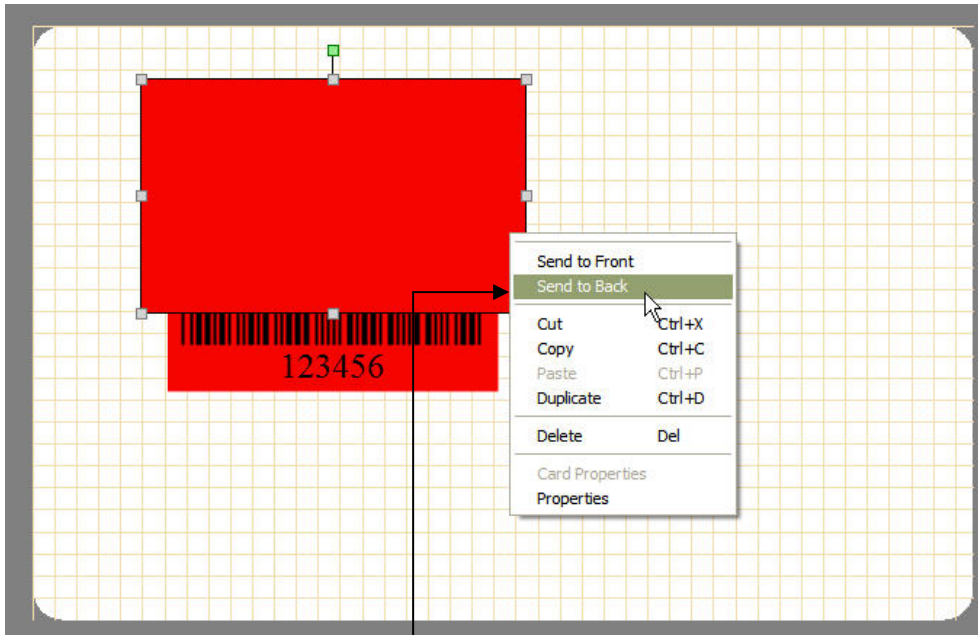 Send to Front
Send to Back
Cut Ctrl+X
Copy Ctrl+C
Paste Ctrl+P
Duplicate Ctrl+D
Delete Del
Card Properties
Properties
123456